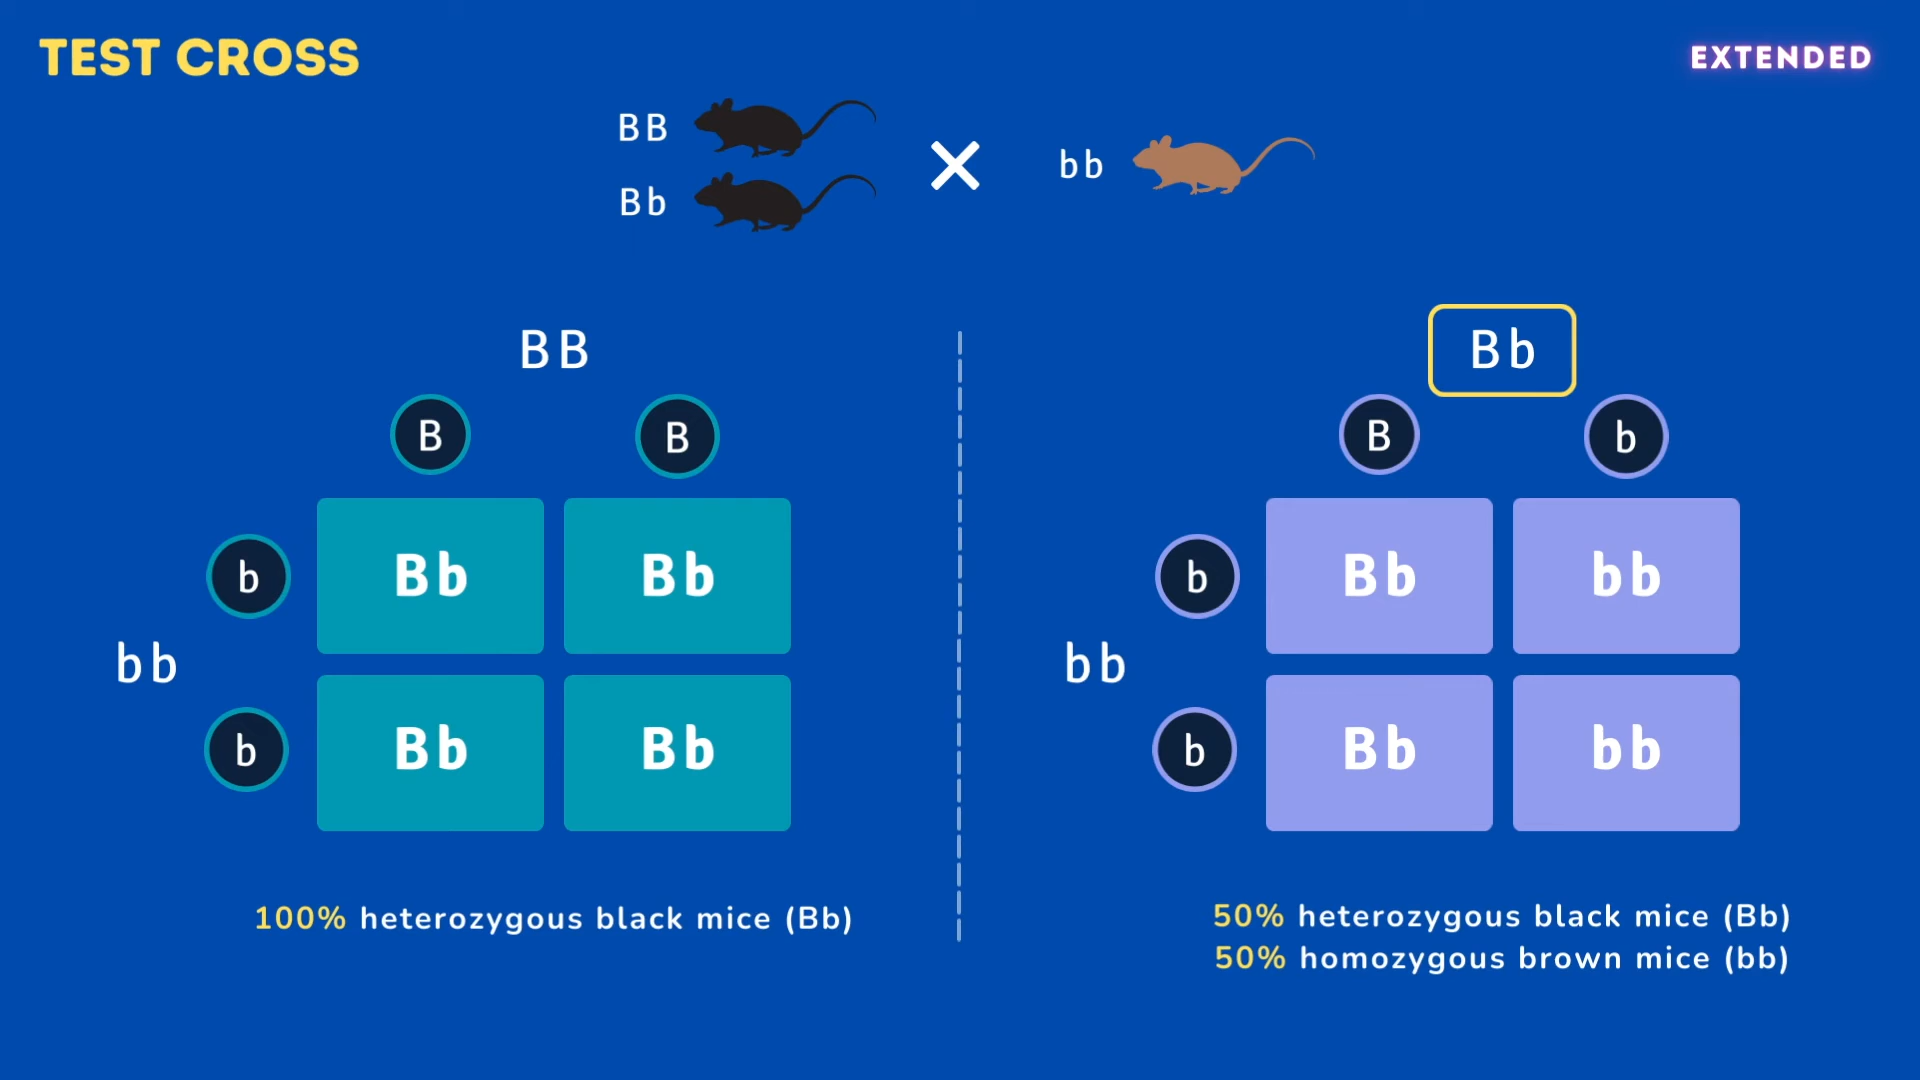 TEST CROSS
EXTENDED
BB
Bb
bb
BB
B B
b Bb Bb
bb
b Bb Bb
100% heterozygous black mice (Bb)
Bb
B b
b Bb bb
bb
b Bb bb
50% heterozygous black mice (Bb)
50% homozygous brown mice (bb)